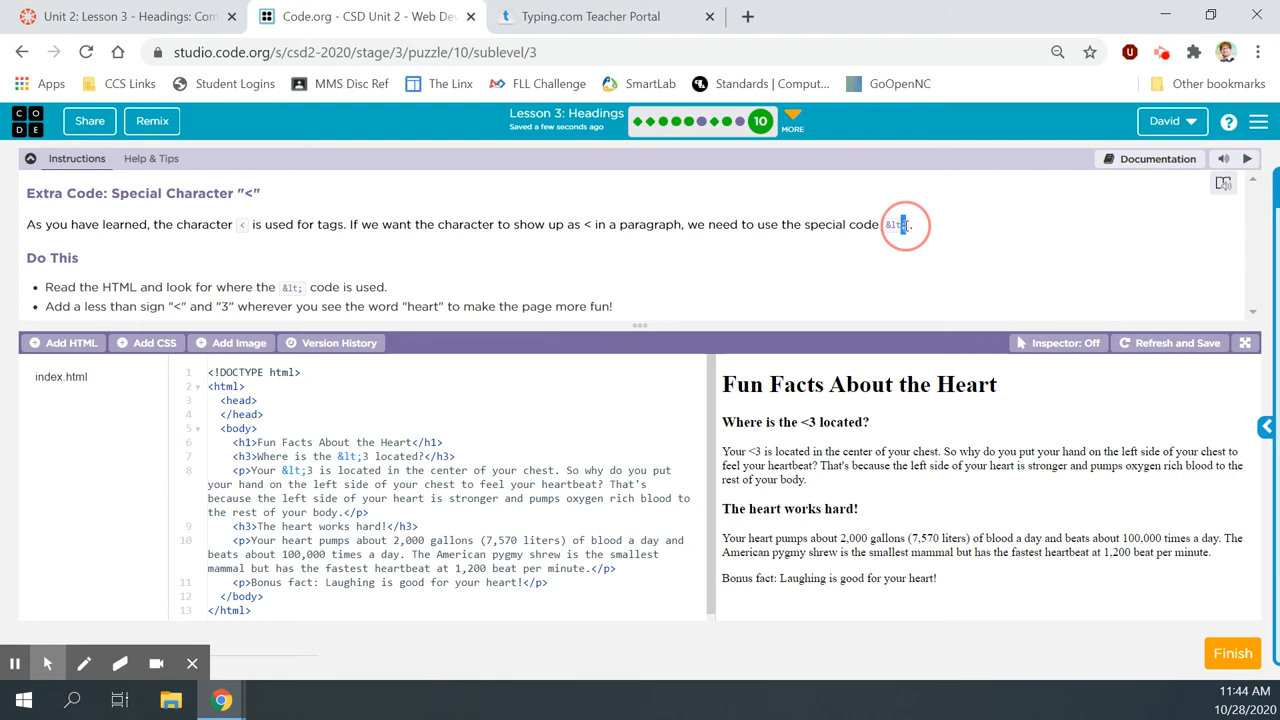 Unit 2: Lesson 3 - Headings: Com
Code.org - CSD Unit 2 - Web De
Typing.com Teacher Portal
studio.code.org/s/csd2-2020/stage/3/puzzle/10/sublevel/3
Apps
CCS Links
Student Logins
MMS Disc Ref
The Linx
FLL Challenge
SmartLab
Standards | Comput...
GoOpenNC
Other bookmarks
C O D E
Share
Remix
Lesson 3: Headings
Saved a few seconds ago
10
MORE
David
Instructions
Help & Tips
Documentation
Extra Code: Special Character "<"
As you have learned, the character < is used for tags. If we want the character to show up as < in a paragraph, we need to use the special code &lt; .
Do This
Read the HTML and look for where the &lt; code is used.
Add a less than sign "<" and "3" wherever you see the word "heart" to make the page more fun!
Add HTML
Add CSS
Add Image
Version History
Inspector: Off
Refresh and Save
index.html
1 <!DOCTYPE html>
2 <html>
3 <head>
4 </head>
5 <body>
6 <h1>Fun Facts About the Heart</h1>
7 <h3>Where is the &lt;3 located?</h3>
8 <p>Your &lt;3 is located in the center of your chest. So why do you put
your hand on the left side of your chest to feel your heartbeat? That's
because the left side of your heart is stronger and pumps oxygen rich blood to
the rest of your body.</p>
9 <h3>The heart works hard!</h3>
10 <p>Your heart pumps about 2,000 gallons (7,570 liters) of blood a day and
beats about 100,000 times a day. The American pygmy shrew is the smallest
mammal but has the fastest heartbeat at 1,200 beat per minute.</p>
11 <p>Bonus fact: Laughing is good for your heart!</p>
12 </body>
13 </html>
Fun Facts About the Heart
Where is the <3 located?
Your <3 is located in the center of your chest. So why do you put your hand on the left side of your chest to
feel your heartbeat? That's because the left side of your heart is stronger and pumps oxygen rich blood to the
rest of your body.
The heart works hard!
Your heart pumps about 2,000 gallons (7,570 liters) of blood a day and beats about 100,000 times a day. The
American pygmy shrew is the smallest mammal but has the fastest heartbeat at 1,200 beat per minute.
Bonus fact: Laughing is good for your heart!
Finish
11:44 AM
10/28/2020